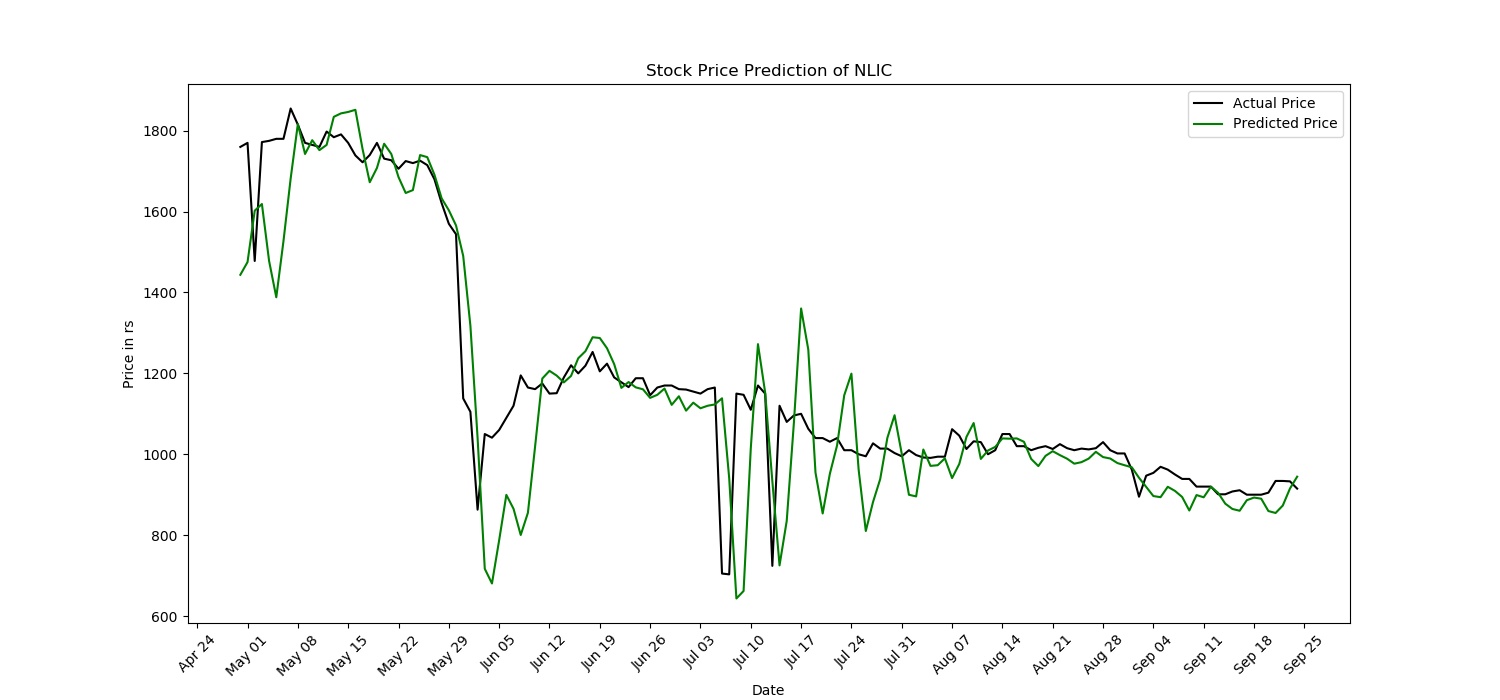 Stock Price Prediction of NLIC
Actual Price
Predicted Price
Price in rs
1800
1600
1400
1200
1000
800
600
Apr 24
May 01
May 08
May 15
May 22
May 29
Jun 05
Jun 12
Jun 19
Jun 26
Jul 03
Jul 10
Jul 17
Jul 24
Jul 31
Aug 07
Aug 14
Aug 21
Aug 28
Sep 04
Sep 11
Sep 18
Sep 25
Date